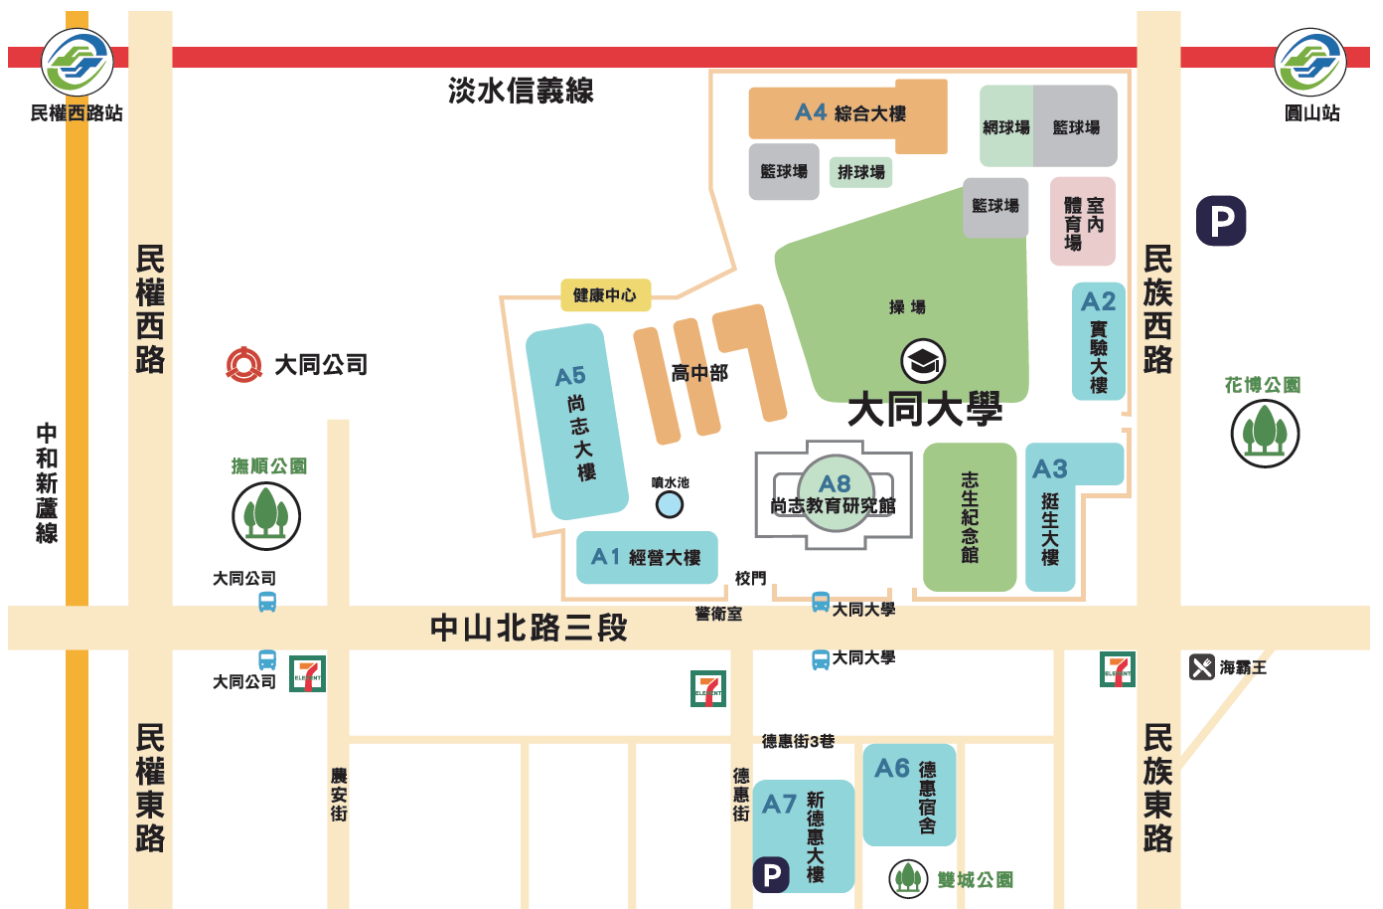 民權西路站
淡水信義線
圓山站
A4 綜合大樓
網球場
籃球場
籃球場
排球場
籃球場
室內體育場
P
民權西路
民族西路
健康中心
操場
A2
實驗大樓
大同公司
高中部
A5
尚志大樓
大同大學
花博公園
中和新蘆線
撫順公園
噴水池
A8
尚志教育研究館
志生紀念館
A3
挺生大樓
A1 經營大樓
校門
大同公司
警衛室
大同大學
中山北路三段
大同公司
7
ELEVENT
7
ELEVENT
大同大學
7
ELEVENT
海霸王
民權東路
農安街
德惠街
德惠街3巷
A7
新德惠大樓
P
A6
德惠宿舍
雙城公園
民族東路